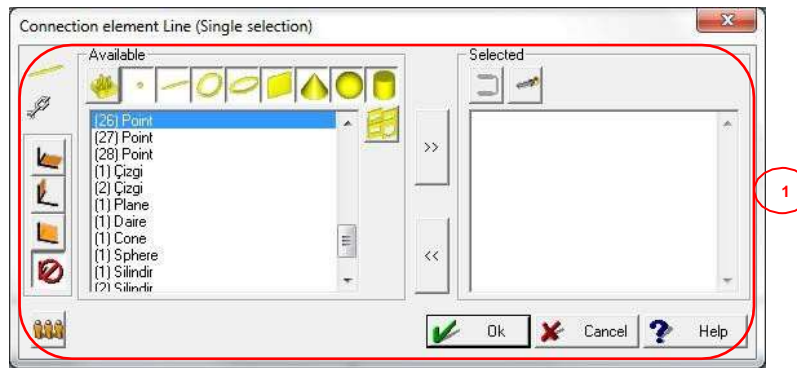 Connection element Line (Single selection)
Available
Selected
(26) Point
(27) Point
(28) Point
(1) Çizgi
(2) Çizgi
(1) Plane
(1) Daire
(1) Cone
(1) Sphere
(1) Silindir
(2) Silindir
>>
<<
1
Ok
Cancel
? Help